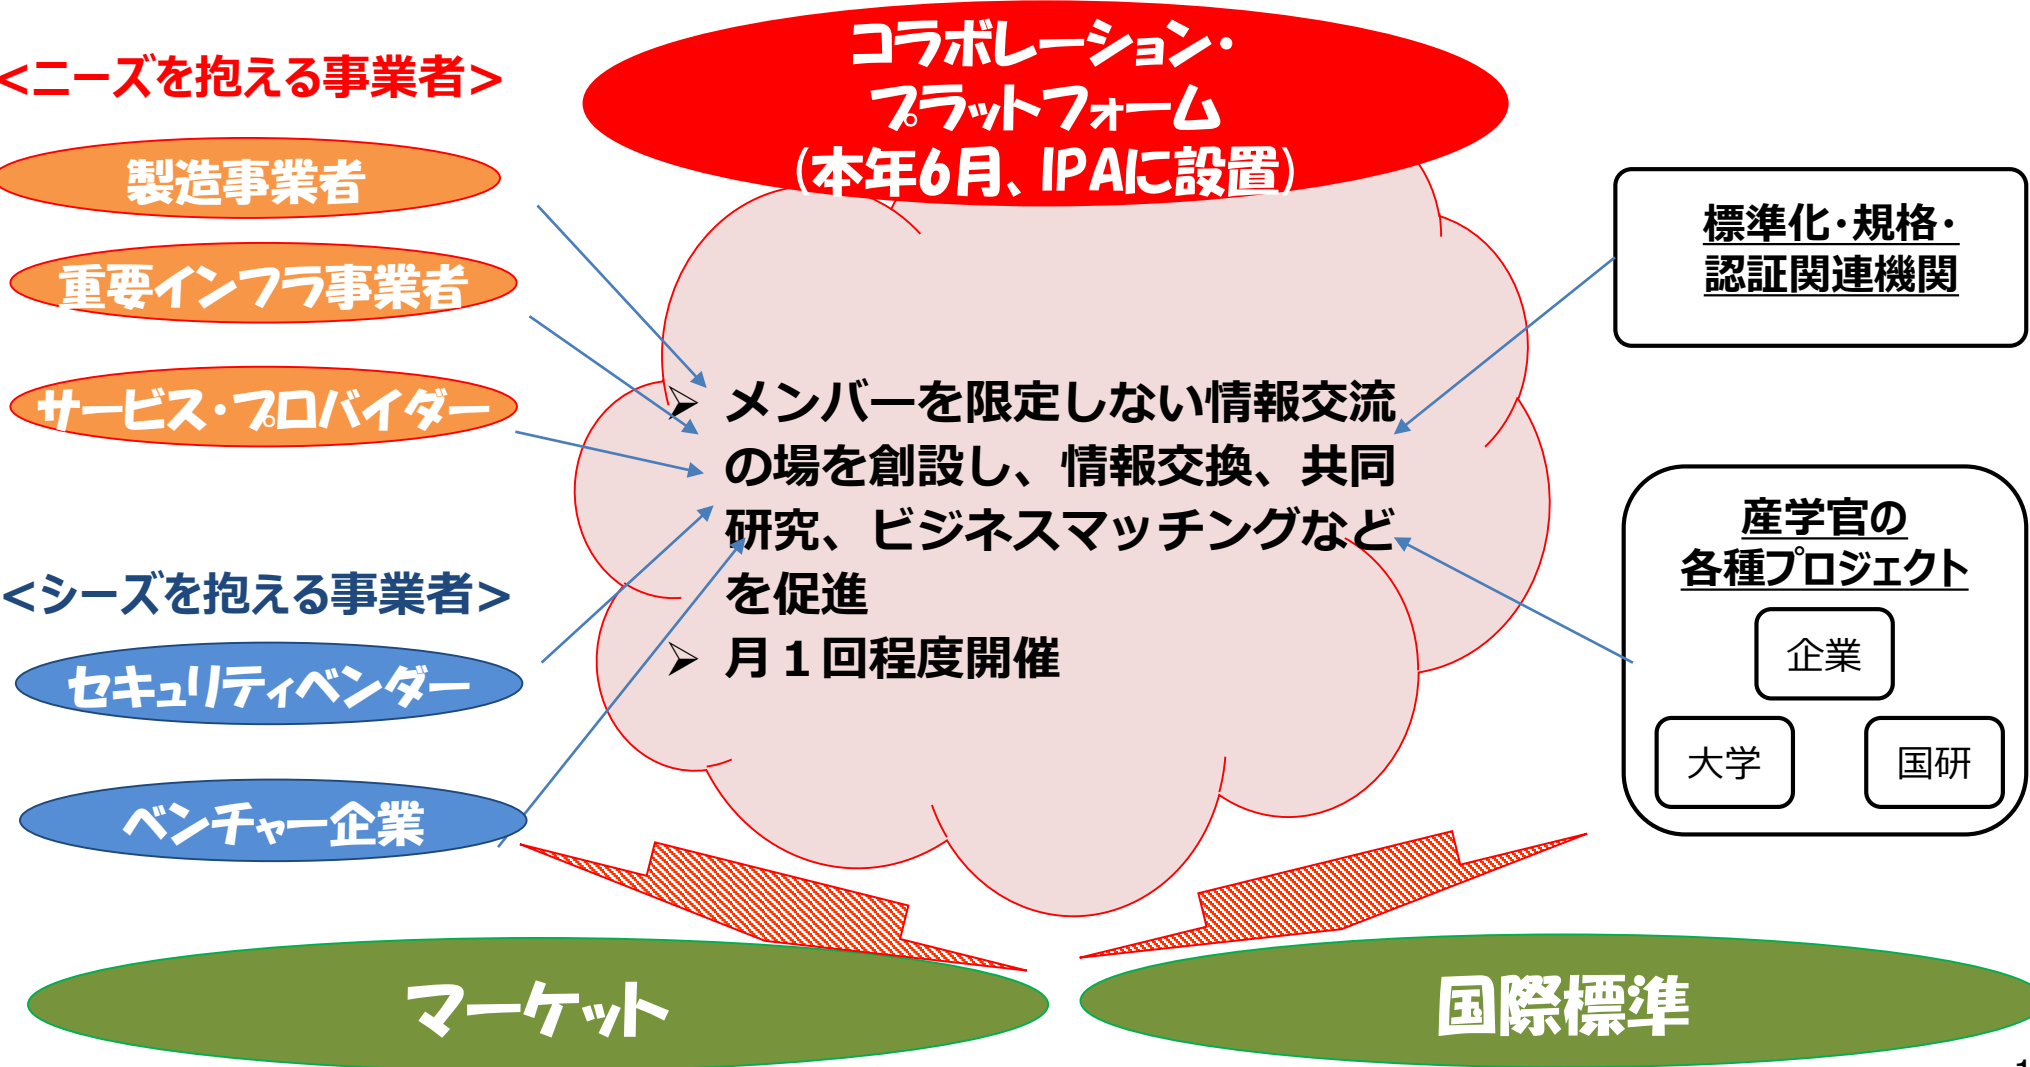 コラボレーション・
プラットフォーム
(本年6月、IPAに設置)
<ニーズを抱える事業者>
製造事業者
重要インフラ事業者
サービス・プロバイダー
<シーズを抱える事業者>
セキュリティベンダー
ベンチャー企業
➢ メンバーを限定しない情報交流
の場を創設し、情報交換、共同
研究、ビジネスマッチングなど
を促進
➢ 月１回程度開催
標準化・規格・
認証関連機関
産学官の
各種プロジェクト
企業
大学
国研
マーケット
国際標準